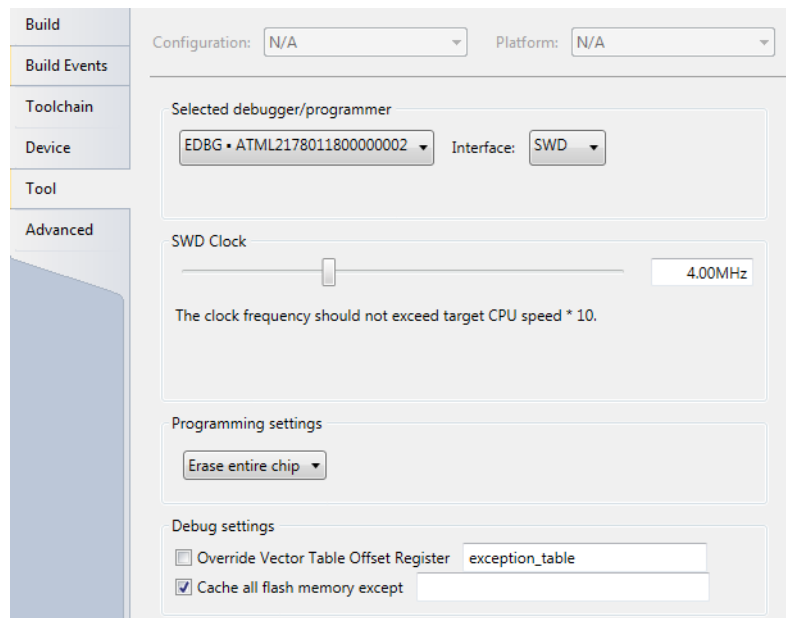 Build
Build Events
Toolchain
Device
Tool
Advanced
Configuration: N/A Platform: N/A
Selected debugger/programmer
EDBG • ATML2178011800000002 Interface: SWD
SWD Clock
4.00MHz
The clock frequency should not exceed target CPU speed * 10.
Programming settings
Erase entire chip
Debug settings
Override Vector Table Offset Register exception_table
Cache all flash memory except